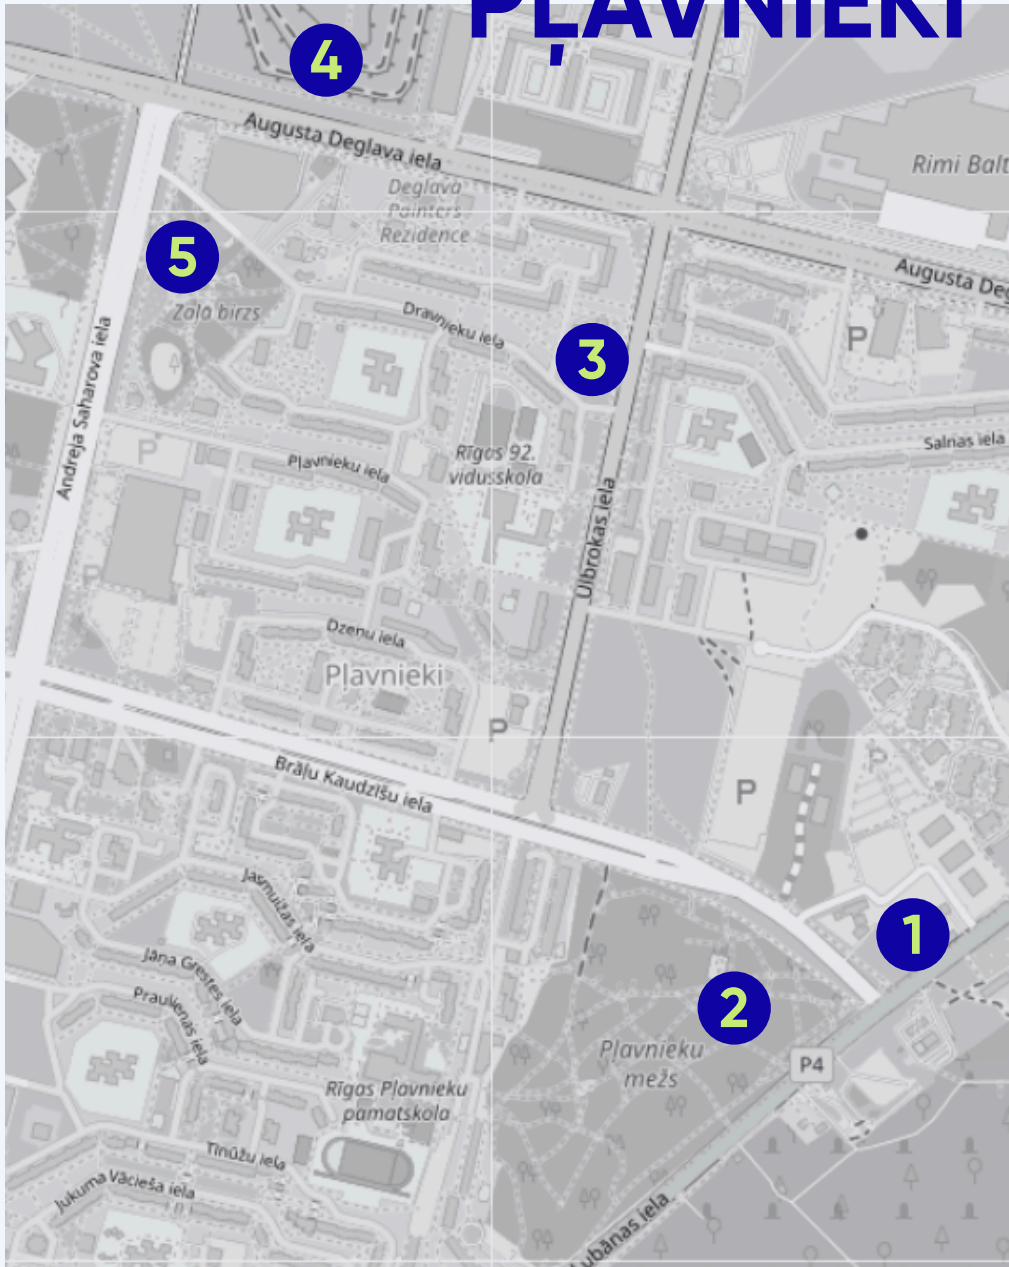 PĻAVNIEKI
4
Augusta Deglava iela
Rimi Balt
Deglava
Painters
Rezidence
P
5
Augusta Deg
Zaļā birzs
Dravnieku iela
3
P
Andreja Saharova iela
Salnas iela
P
Rīgas 92.
vidusskola
Pļavnieku iela
Ulbrokas iela
P
Dzeņu iela
Pļavnieki
P
P
Brāļu Kaudzīšu iela
P
Jasmuižas iela
1
Jāņa Grestes iela
2
Praulienas iela
Pļavnieku
mežs
P4
Rīgas Pļavnieku
pamatskola
Tīnūžu iela
Jukuma Vācieša iela
Lubānas iela